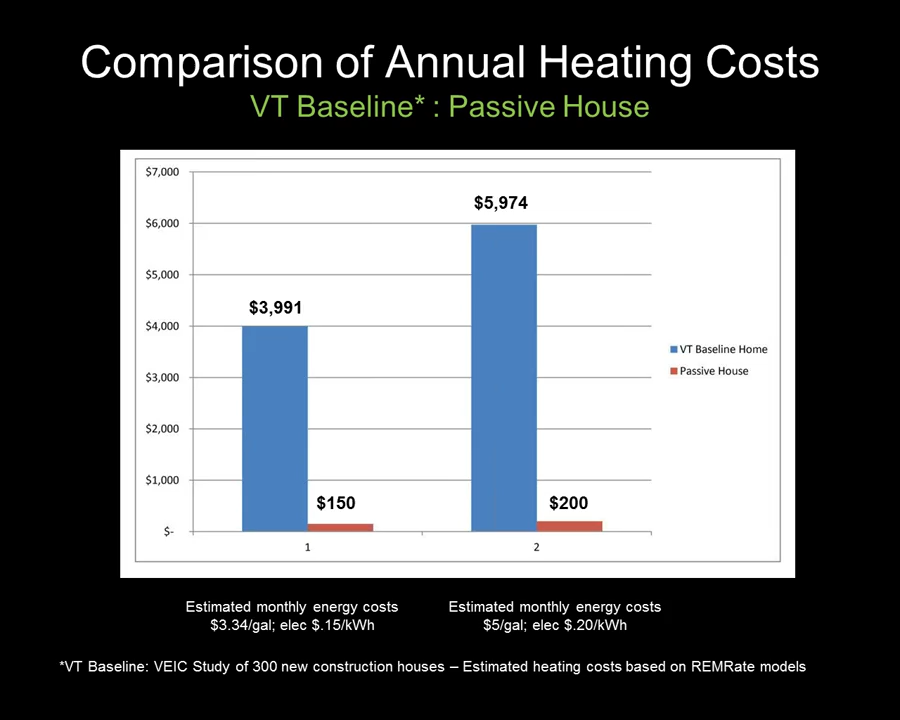 Comparison of Annual Heating Costs
VT Baseline* : Passive House
$7,000
$6,000
$5,000
$4,000
$3,000
$2,000
$1,000
$-
$3,991
$150
$5,974
$200
1
2
VT Baseline Home
Passive House
Estimated monthly energy costs
$3.34/gal; elec $.15/kWh
Estimated monthly energy costs
$5/gal; elec $.20/kWh
*VT Baseline: VEIC Study of 300 new construction houses – Estimated heating costs based on REMRate models